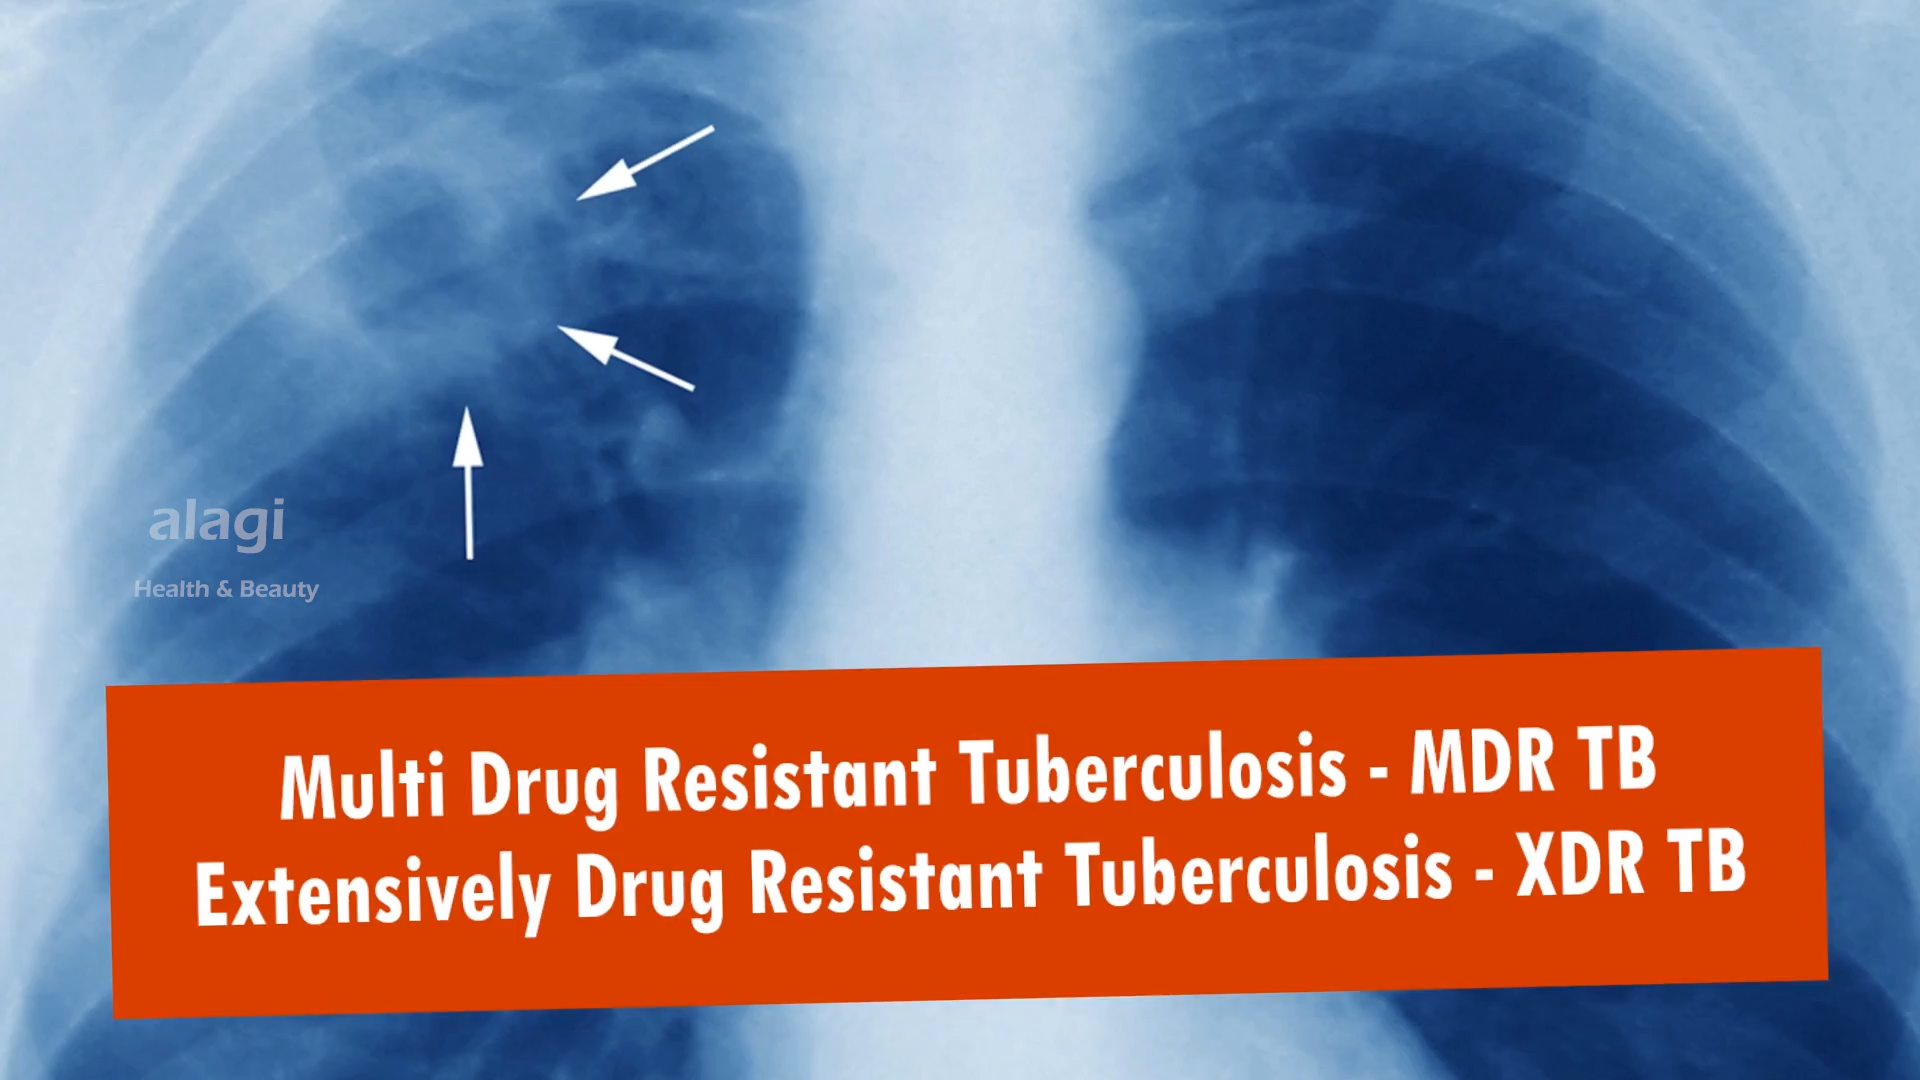 alagi
Health & Beauty
Multi Drug Resistant Tuberculosis - MDR TB
Extensively Drug Resistant Tuberculosis - XDR TB